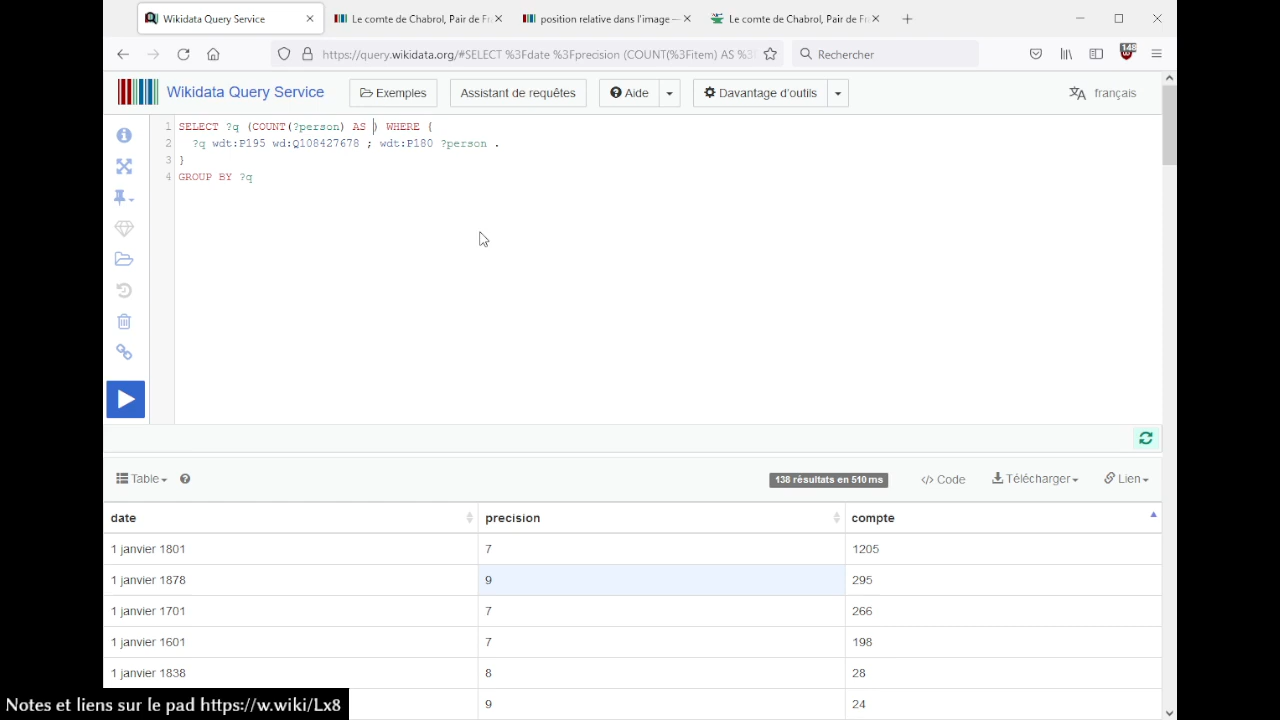 Wikidata Query Service
Le comte de Chabrol, Pair de Fr
position relative dans l'image —
Le comte de Chabrol, Pair de Fr
https://query.wikidata.org/#SELECT %3Fdate %3Fprecision (COUNT(%3Fitem) AS %3
Rechercher
148
Wikidata Query Service
Exemples
Assistant de requêtes
Aide
Davantage d'outils
français
1 SELECT ?q (COUNT(?person) AS ) WHERE {
2 ?q wdt:P195 wd:Q108427678 ; wdt:P180 ?person .
3 }
4 GROUP BY ?q
Table
138 résultats en 510 ms
</> Code
Télécharger
Lien
date precision compte
1 janvier 1801 7 1205
1 janvier 1878 9 295
1 janvier 1701 7 266
1 janvier 1601 7 198
1 janvier 1838 8 28
9 24
Notes et liens sur le pad https://w.wiki/Lx8